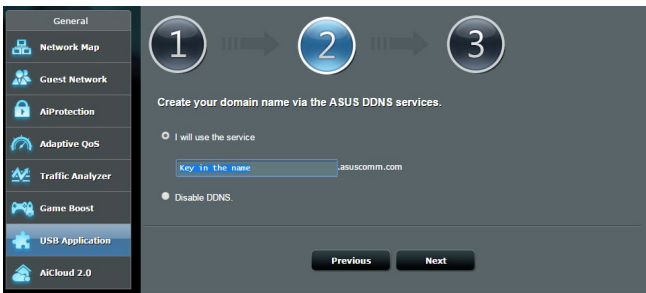 General
Network Map
Guest Network
AiProtection
Adaptive QoS
Traffic Analyzer
Game Boost
USB Application
AiCloud 2.0
1
2
3
Create your domain name via the ASUS DDNS services.
I will use the service
Key in the name .asuscomm.com
Disable DDNS.
Previous Next